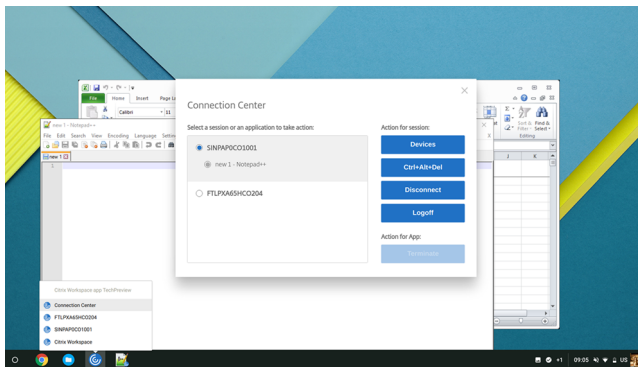 File Home Insert Page La
Calibri 11
Sort & Find &
Filter Select
Editing
J K
new 1 - Notepad++
File Edit Search View Encoding Language Settin
new 1
1
Connection Center
Select a session or an application to take action:
SINPAP0CO1001
new 1 - Notepad++
FTLPXA65HCO204
Action for session:
Devices
Ctrl+Alt+Del
Disconnect
Logoff
Action for App:
Terminate
Citrix Workspace app TechPreview
Connection Center
FTLPXA65HCO204
SINPAP0CO1001
Citrix Workspace
+1 09:05 US